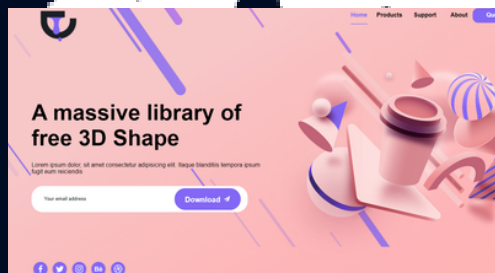 Home Products Support About
A massive library of
free 3D Shape
Lorem ipsum dolor, sit amet consectetur adipisicing elit. Itaque blanditiis tempora ipsum
fugit eum reiciendis
Your email address
Download
Bē